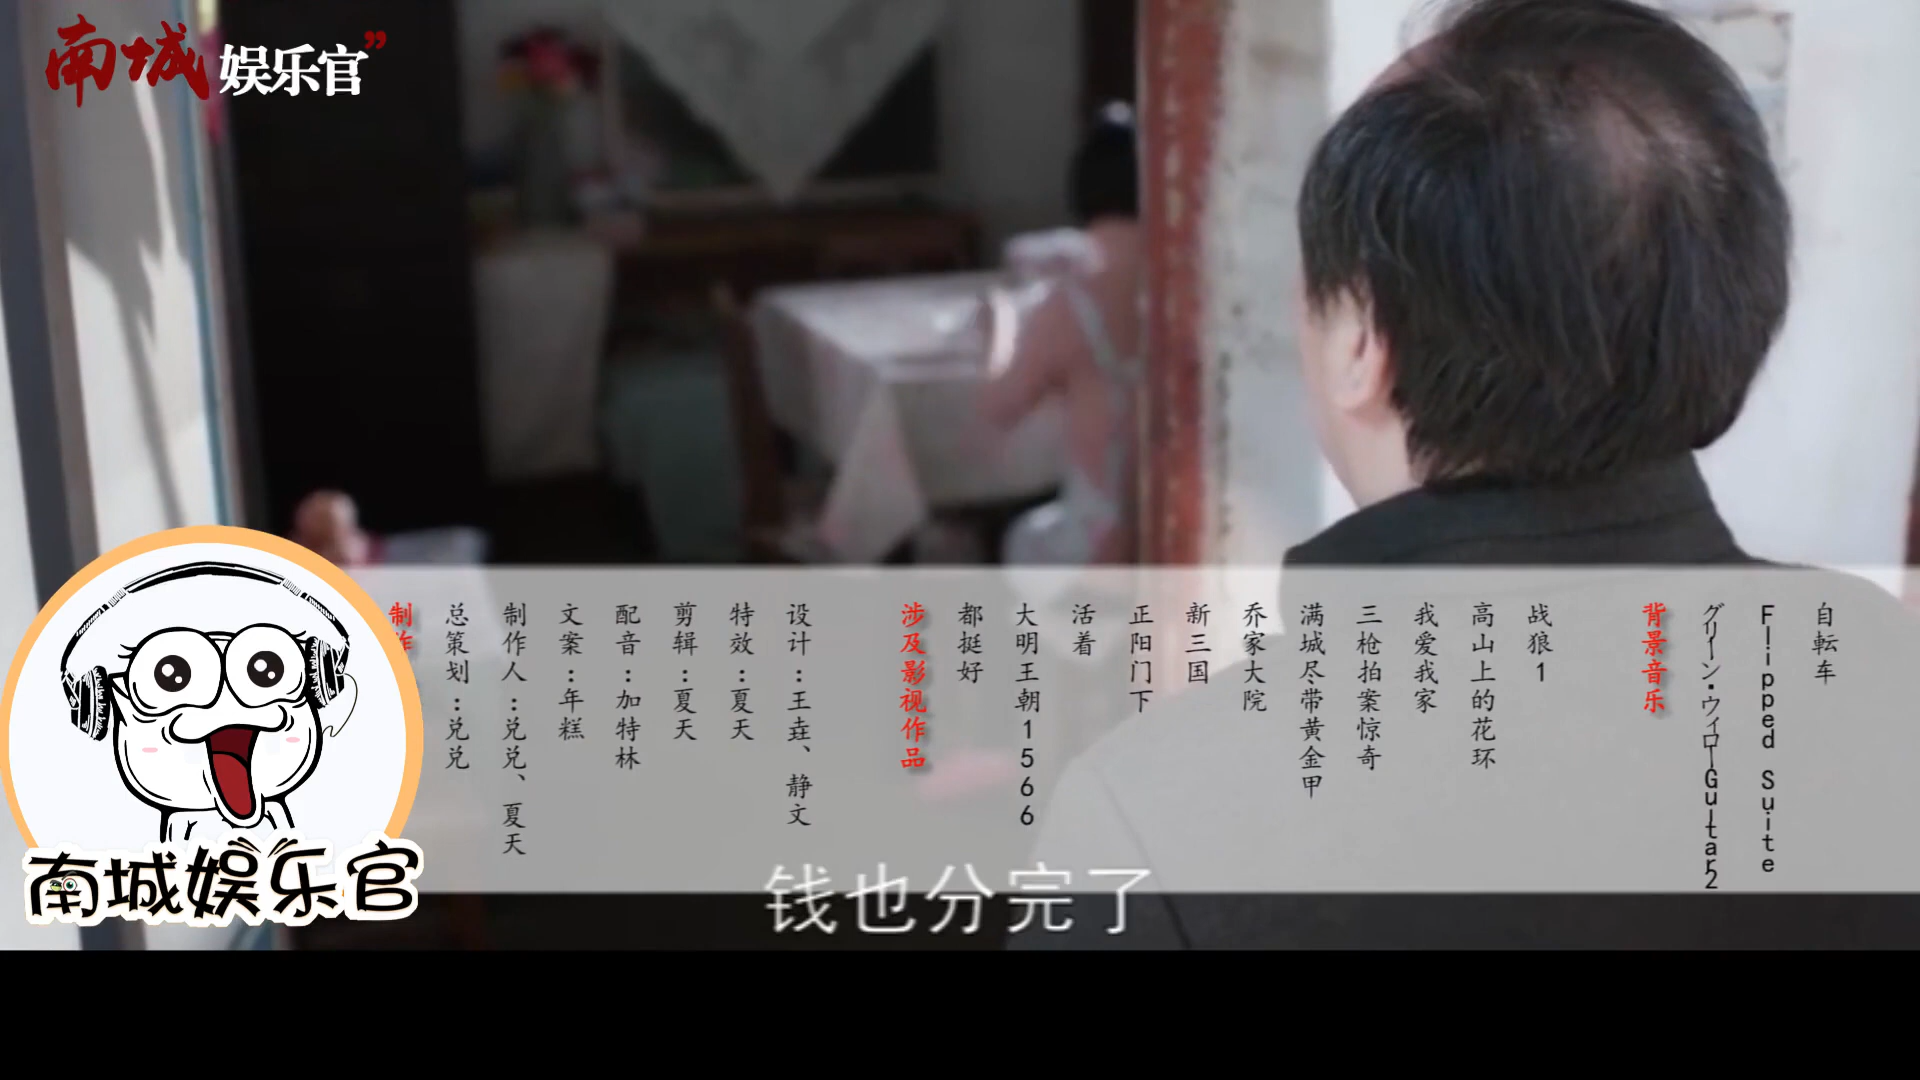 南城 娱乐官”
制作
总策划：兑兑
制作人：兑兑、夏天
文案：年糕
配音：加特林
剪辑：夏天
特效：夏天
设计：王垚、静文
涉及影视作品
都挺好
大明王朝1566
活着
正阳门下
新三国
乔家大院
满城尽带黄金甲
三枪拍案惊奇
我爱我家
高山上的花环
战狼1
背景音乐
グリーン・ウィローGuitar2
Flipped Suite
自転车
南城娱乐官
钱也分完了